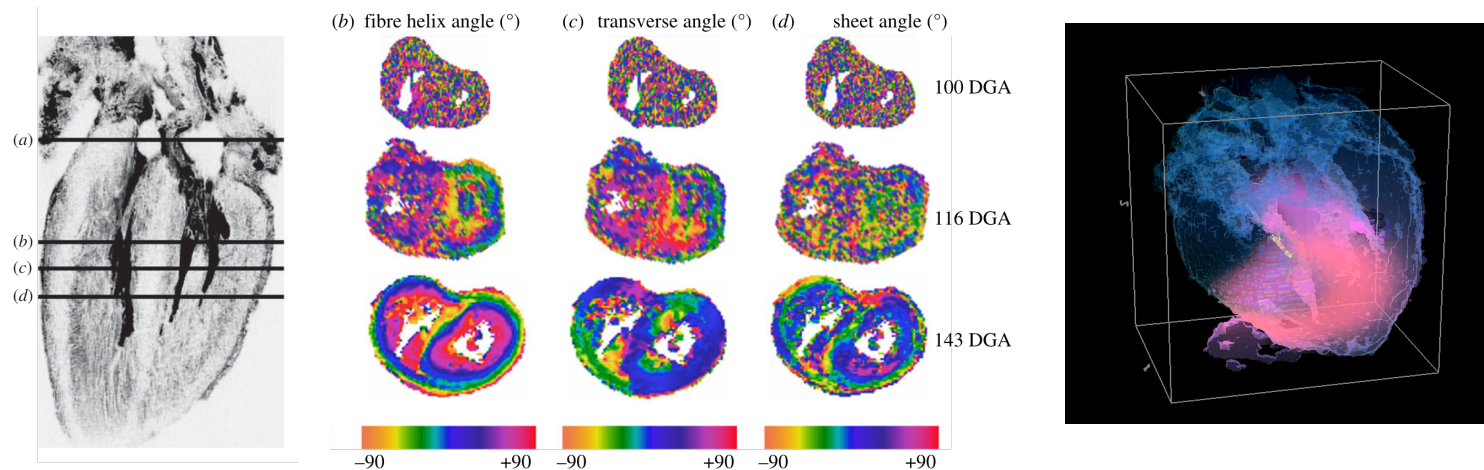 (a)
(b)
(c)
(d)
(b) fibre helix angle (°)
(c) transverse angle (°)
(d) sheet angle (°)
100 DGA
116 DGA
143 DGA
–90 +90
–90 +90
–90 +90